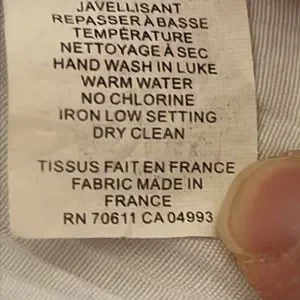 JAVELLISANT
REPASSER À BASSE
TEMPÉRATURE
NETTOYAGE À SEC
HAND WASH IN LUKE
WARM WATER
NO CHLORINE
IRON LOW SETTING
DRY CLEAN
TISSUS FAIT EN FRANCE
FABRIC MADE IN
FRANCE
RN 70611 CA 04993